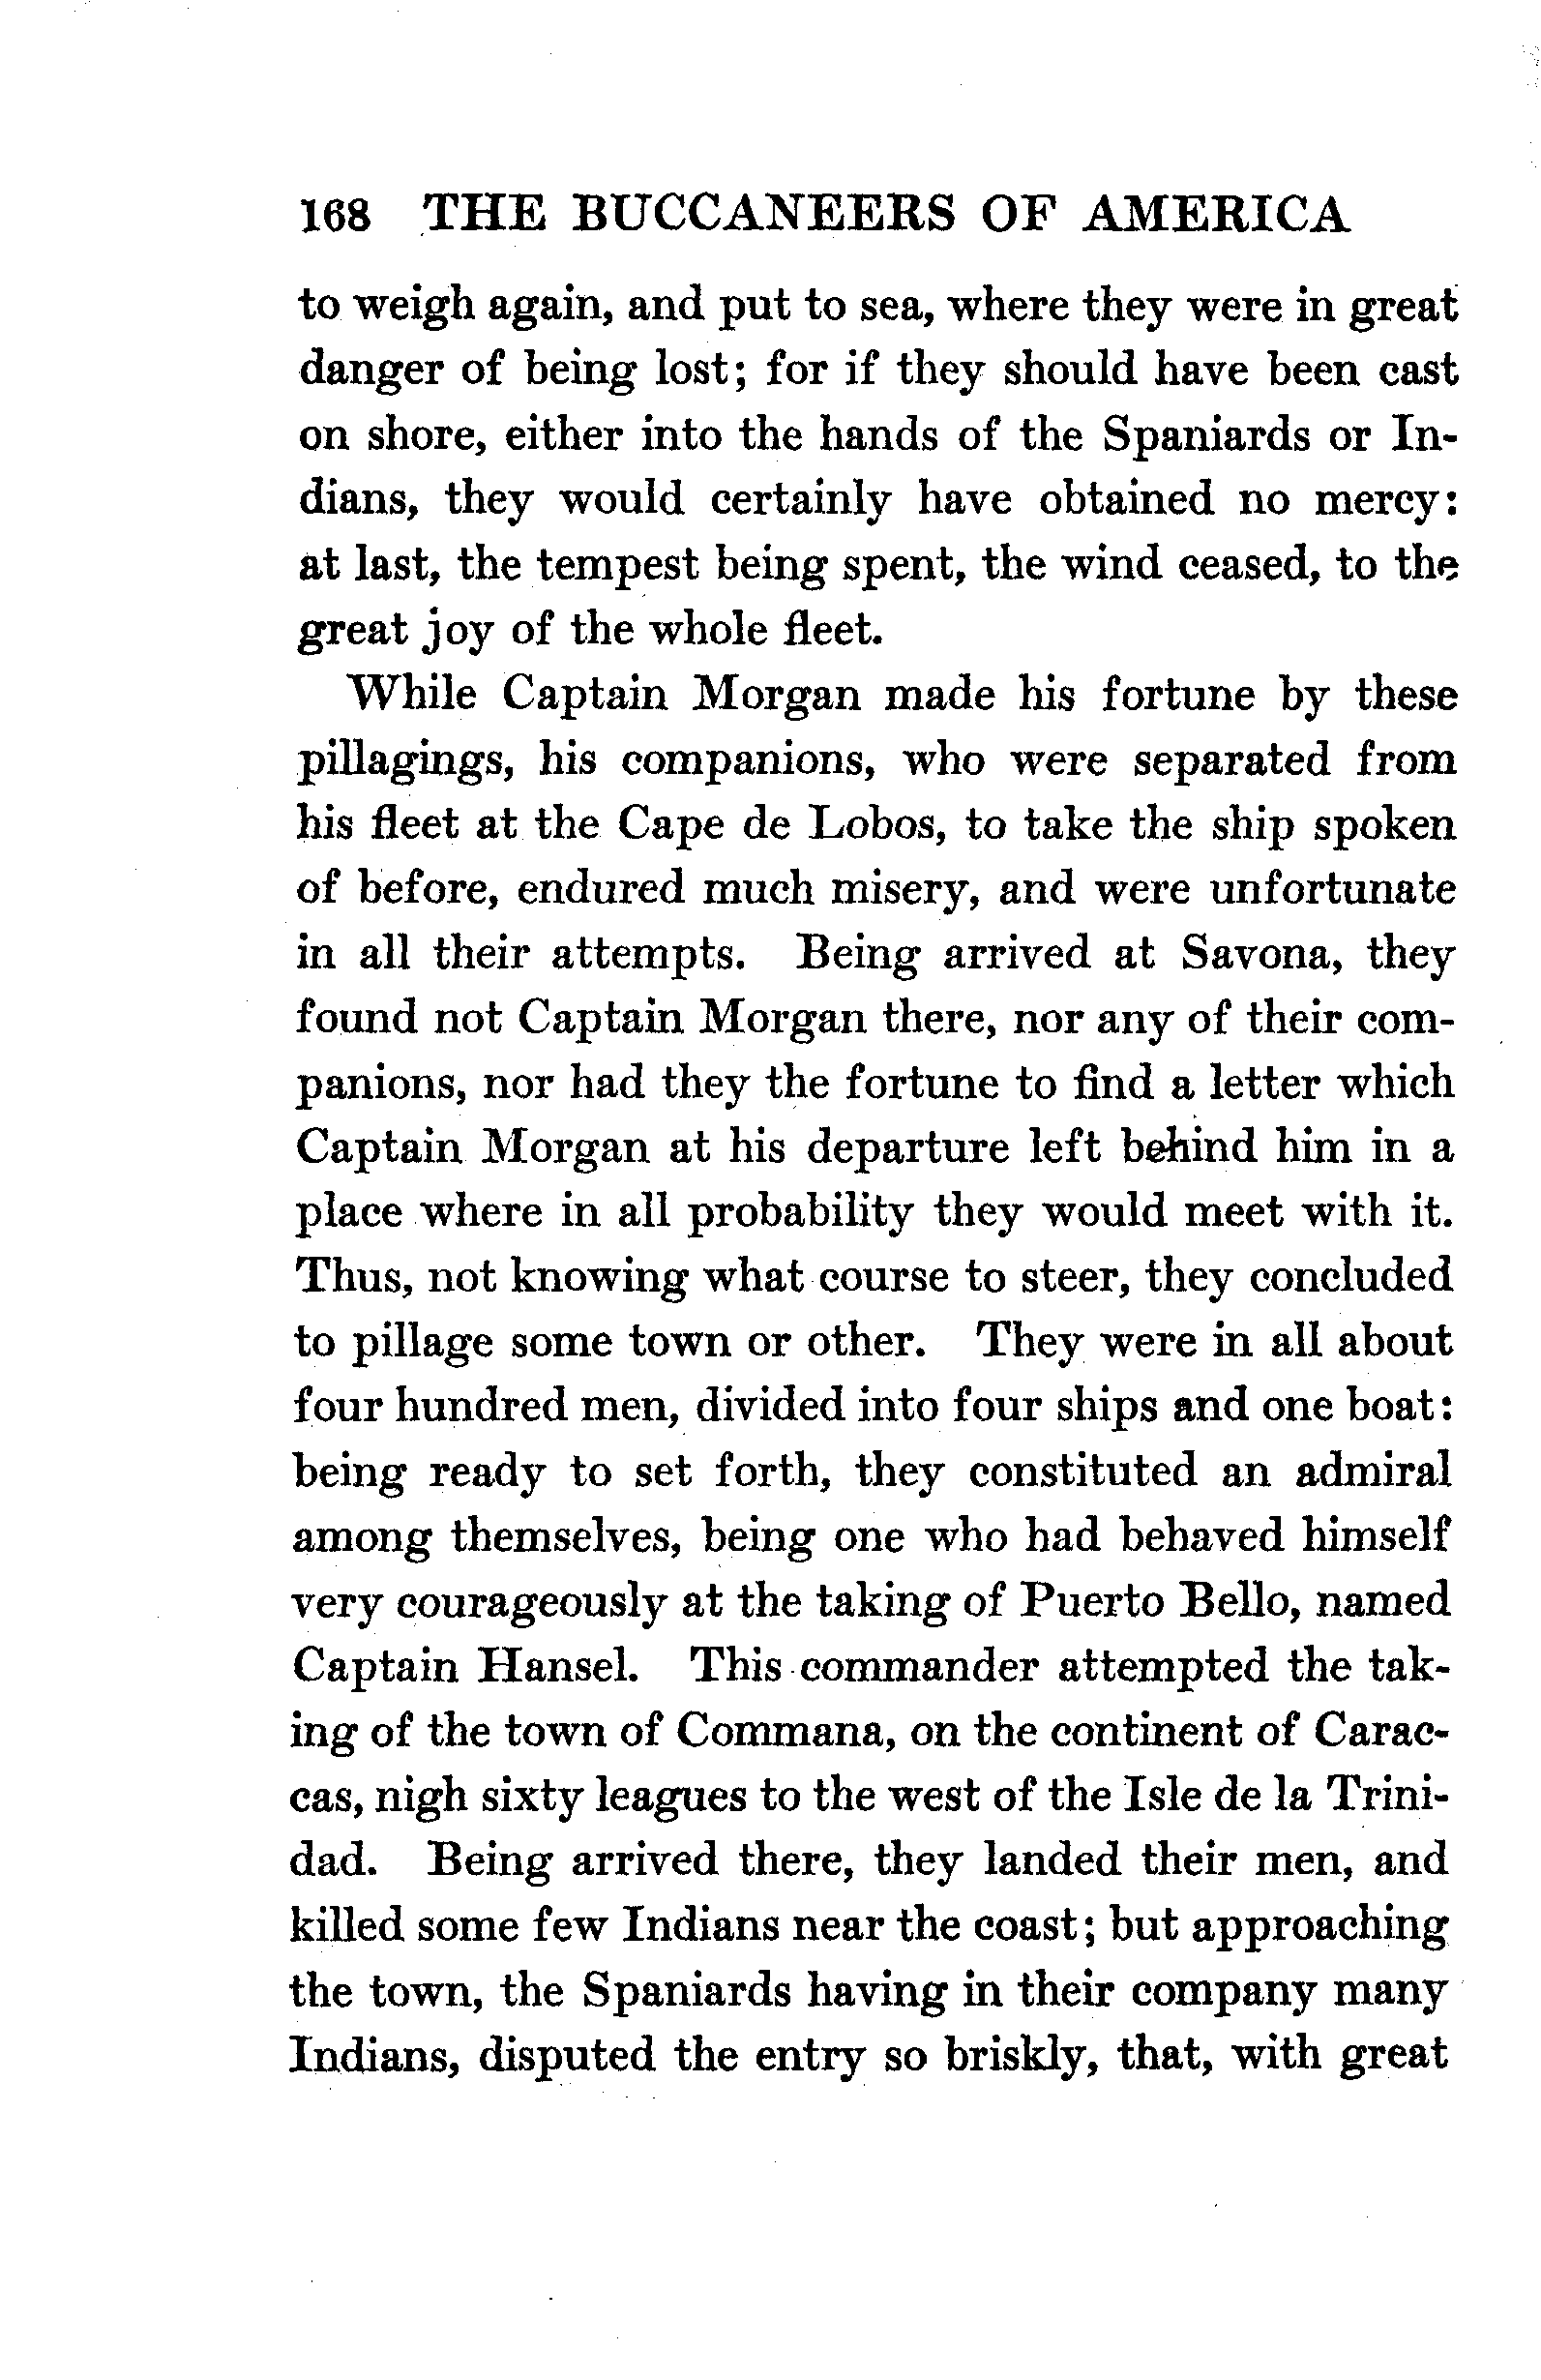 168 THE BUCCANEERS OF AMERICA
to weigh again, and put to sea, where they were in great
danger of being lost; for if they should have been cast
on shore, either into the hands of the Spaniards or In-
dians, they would certainly have obtained no mercy:
at last, the tempest being spent, the wind ceased, to the
great joy of the whole fleet.
While Captain Morgan made his fortune by these
pillagings, his companions, who were separated from
his fleet at the Cape de Lobos, to take the ship spoken
of before, endured much misery, and were unfortunate
in all their attempts. Being arrived at Savona, they
found not Captain Morgan there, nor any of their com-
panions, nor had they the fortune to find a letter which
Captain Morgan at his departure left behind him in a
place where in all probability they would meet with it.
Thus, not knowing what course to steer, they concluded
to pillage some town or other. They were in all about
four hundred men, divided into four ships and one boat:
being ready to set forth, they constituted an admiral
among themselves, being one who had behaved himself
very courageously at the taking of Puerto Bello, named
Captain Hansel. This commander attempted the tak-
ing of the town of Commana, on the continent of Carac-
cas, nigh sixty leagues to the west of the Isle de la Trini-
dad. Being arrived there, they landed their men, and
killed some few Indians near the coast; but approaching
the town, the Spaniards having in their company many
Indians, disputed the entry so briskly, that, with great